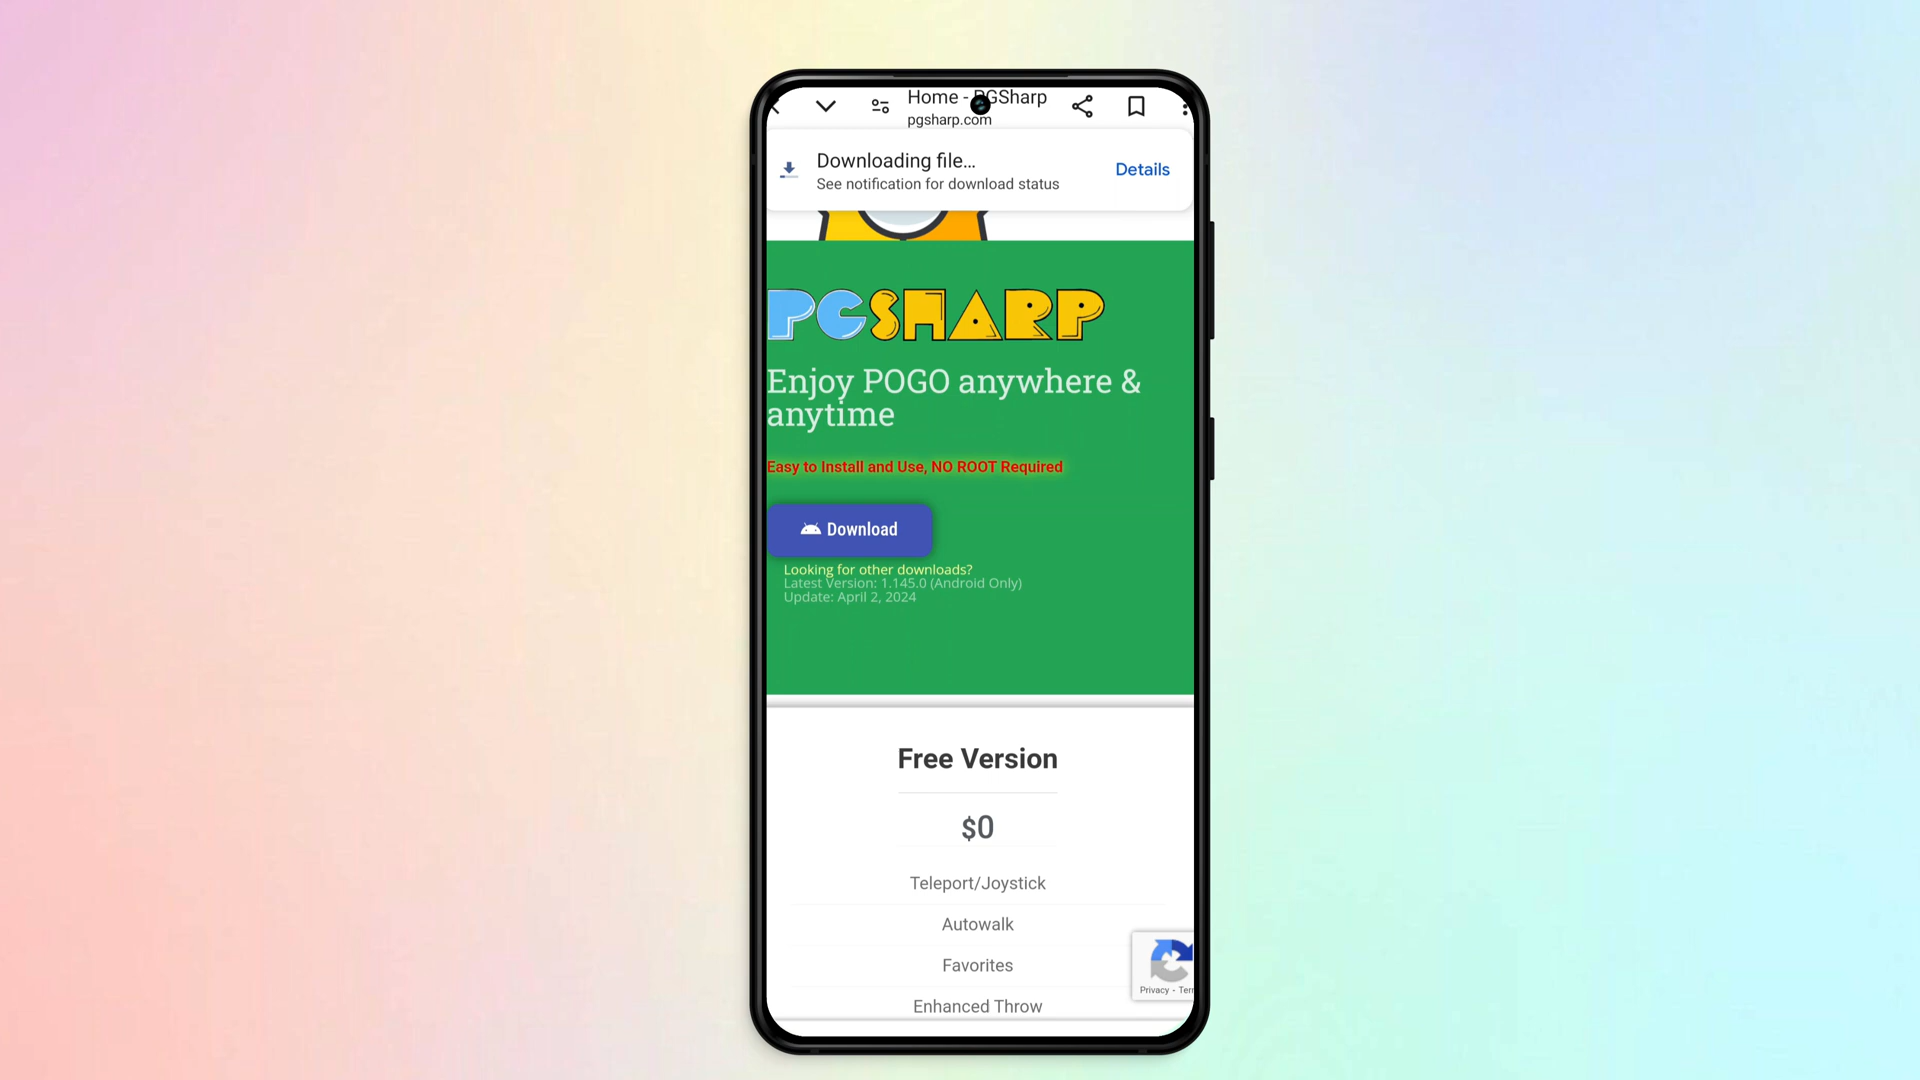 Home - PGSharp
pgsharp.com
Downloading file...
See notification for download status
Details
PGSHARP
Enjoy POGO anywhere &
anytime
Easy to Install and Use, NO ROOT Required
Download
Looking for other downloads?
Latest Version: 1.145.0 (Android Only)
Update: April 2, 2024
Free Version
$0
Teleport/Joystick
Autowalk
Favorites
Enhanced Throw
Privacy - Ter